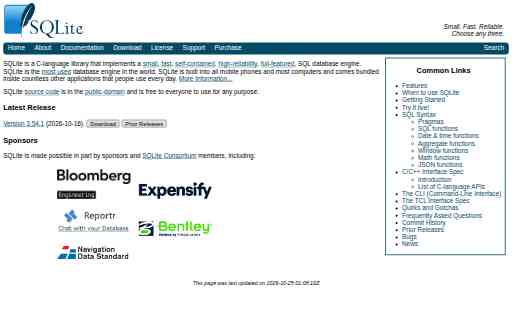 SQLite
Small. Fast. Reliable.
Choose any three.
Home About Documentation Download License Support Purchase Search
SQLite is a C-language library that implements a small, fast, self-contained, high-reliability, full-featured, SQL database engine.
SQLite is the most used database engine in the world. SQLite is built into all mobile phones and most computers and comes bundled
inside countless other applications that people use every day. More Information...
SQLite source code is in the public-domain and is free to everyone to use for any purpose.
Latest Release
Version 3.54.1 (2026-10-16). Download Prior Releases
Sponsors
SQLite is made possible in part by sponsors and SQLite Consortium members, including:
Bloomberg
Engineering
Expensify
Reportr
Chat with your Database
Bentley
Navigation
Data Standard
Common Links
Features
When to use SQLite
Getting Started
Try it live!
SQL Syntax
Pragmas
SQL functions
Date & time functions
Aggregate functions
Window functions
Math functions
JSON functions
C/C++ Interface Spec
Introduction
List of C-language APIs
The CLI (Command-Line Interface)
The TCL Interface Spec
Quirks and Gotchas
Frequently Asked Questions
Commit History
Prior Releases
Bugs
News
This page was last updated on 2026-10-29 01:08:10Z